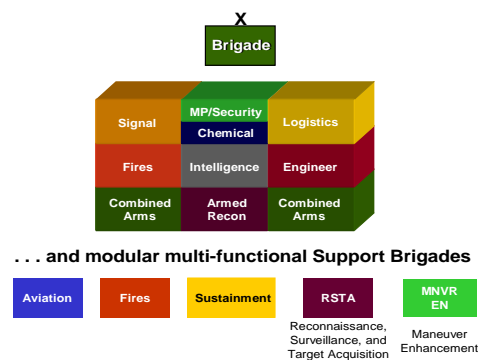 X
Brigade
Signal
MP/Security
Chemical
Logistics
Fires
Intelligence
Engineer
Combined
Arms
Armed
Recon
Combined
Arms
. . . and modular multi-functional Support Brigades
Aviation
Fires
Sustainment
RSTA
MNVR
EN
Reconnaissance,
Surveillance, and
Target Acquisition
Maneuver
Enhancement